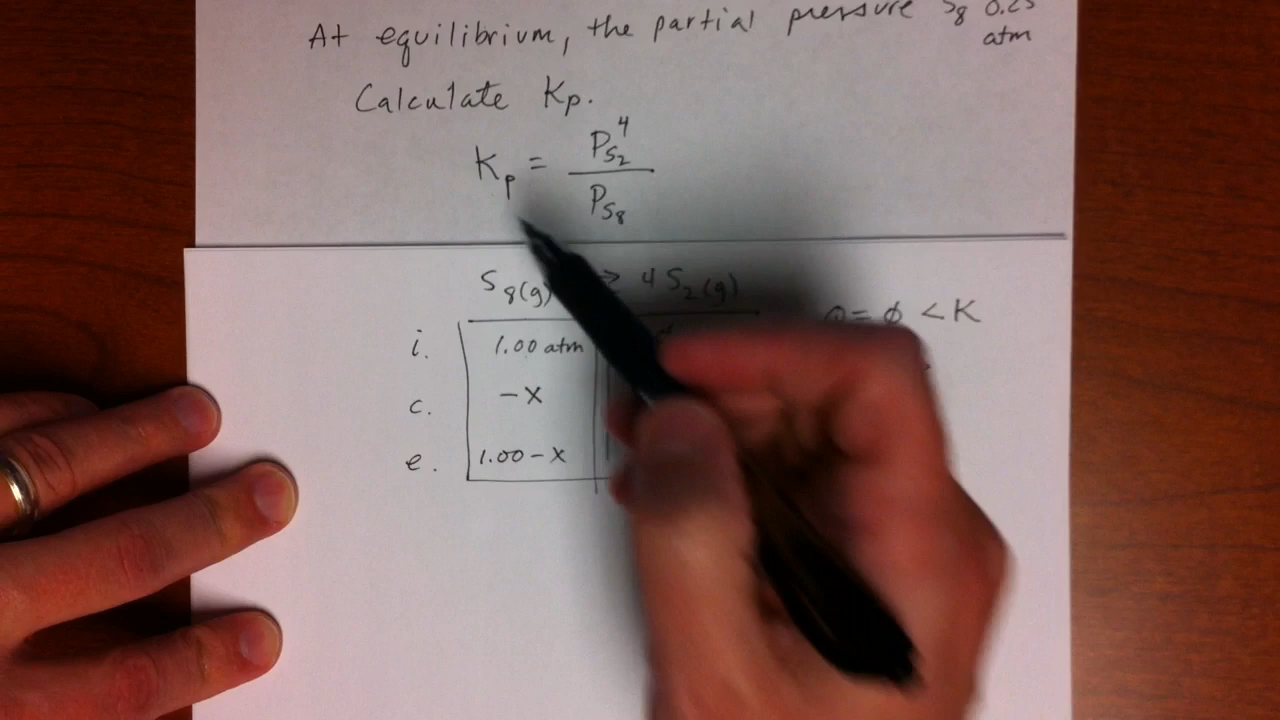 At equilibrium, the partial pressure S8
atm
Calculate Kp.
Kp = PS2^4 / PS8
S8(g) 4 S2(g)
= ϕ < K
i. 1.00 atm
c. -X
e. 1.00 - X